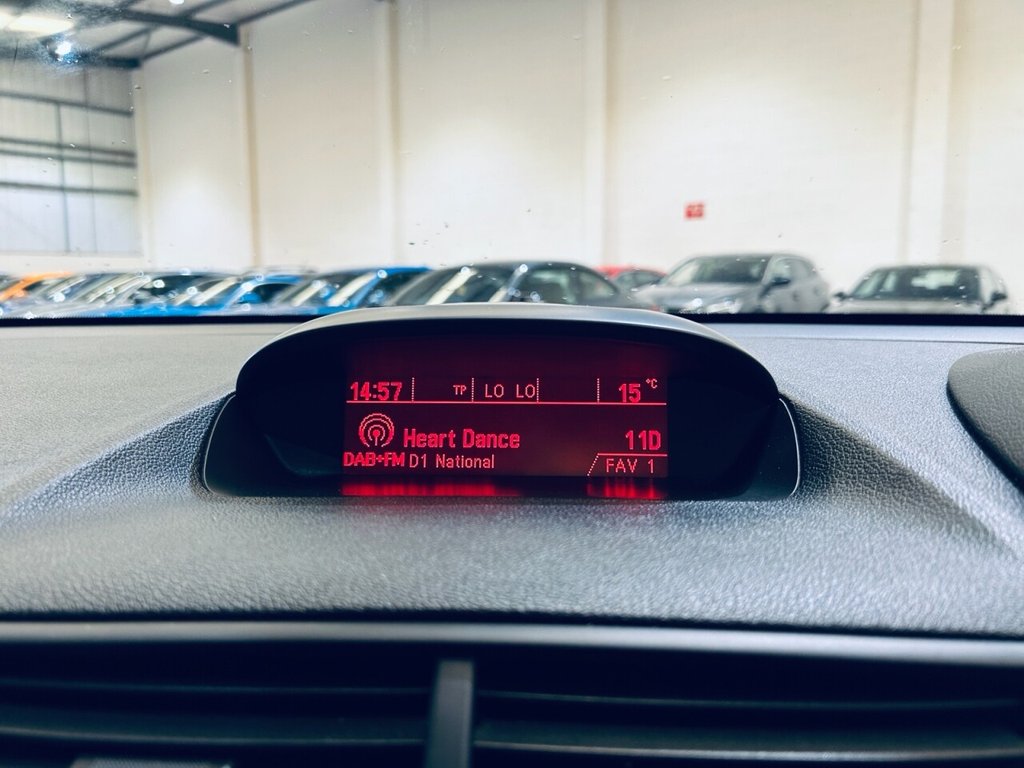 14:57 TP LO LO 15 °C
Heart Dance 11D
DAB+FM D1 National FAV 1